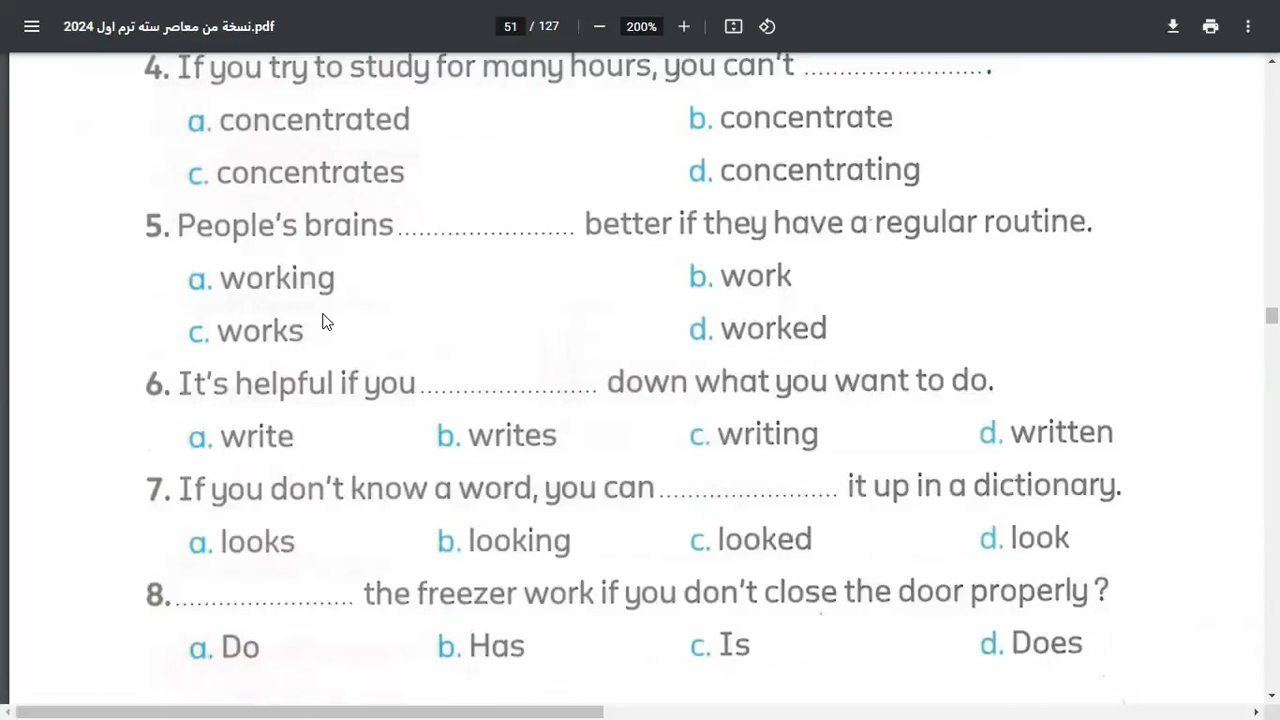 نسخة من معاصر سته ترم اول 2024.pdf
51 / 127
200%
4. If you try to study for many hours, you can't ........................ .
a. concentrated b. concentrate
c. concentrates d. concentrating
5. People's brains ........................ better if they have a regular routine.
a. working b. work
c. works d. worked
6. It's helpful if you ........................ down what you want to do.
a. write b. writes c. writing d. written
7. If you don't know a word, you can ........................ it up in a dictionary.
a. looks b. looking c. looked d. look
8. ........................ the freezer work if you don't close the door properly ?
a. Do b. Has c. Is d. Does